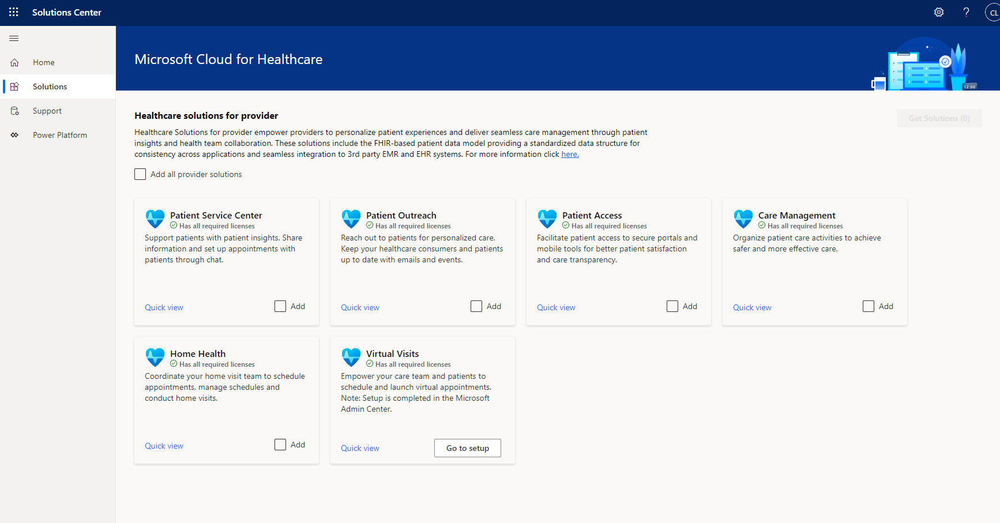 Solutions Center
CL
Home
Solutions
Support
Power Platform
Microsoft Cloud for Healthcare
12:00
Healthcare solutions for provider
Get Solutions (0)
Healthcare Solutions for provider empower providers to personalize patient experiences and deliver seamless care management through patient
insights and health team collaboration. These solutions include the FHIR-based patient data model providing a standardized data structure for
consistency across applications and seamless integration to 3rd party EMR and EHR systems. For more information click here.
Add all provider solutions
Patient Service Center
Has all required licenses
Support patients with patient insights. Share
information and set up appointments with
patients through chat.
Quick view
Add
Patient Outreach
Has all required licenses
Reach out to patients for personalized care.
Keep your healthcare consumers and patients
up to date with emails and events.
Quick view
Add
Patient Access
Has all required licenses
Facilitate patient access to secure portals and
mobile tools for better patient satisfaction
and care transparency.
Quick view
Add
Care Management
Has all required licenses
Organize patient care activities to achieve
safer and more effective care.
Quick view
Add
Home Health
Has all required licenses
Coordinate your home visit team to schedule
appointments, manage schedules and
conduct home visits.
Quick view
Add
Virtual Visits
Has all required licenses
Empower your care team and patients to
schedule and launch virtual appointments.
Note: Setup is completed in the Microsoft
Admin Center.
Quick view
Go to setup